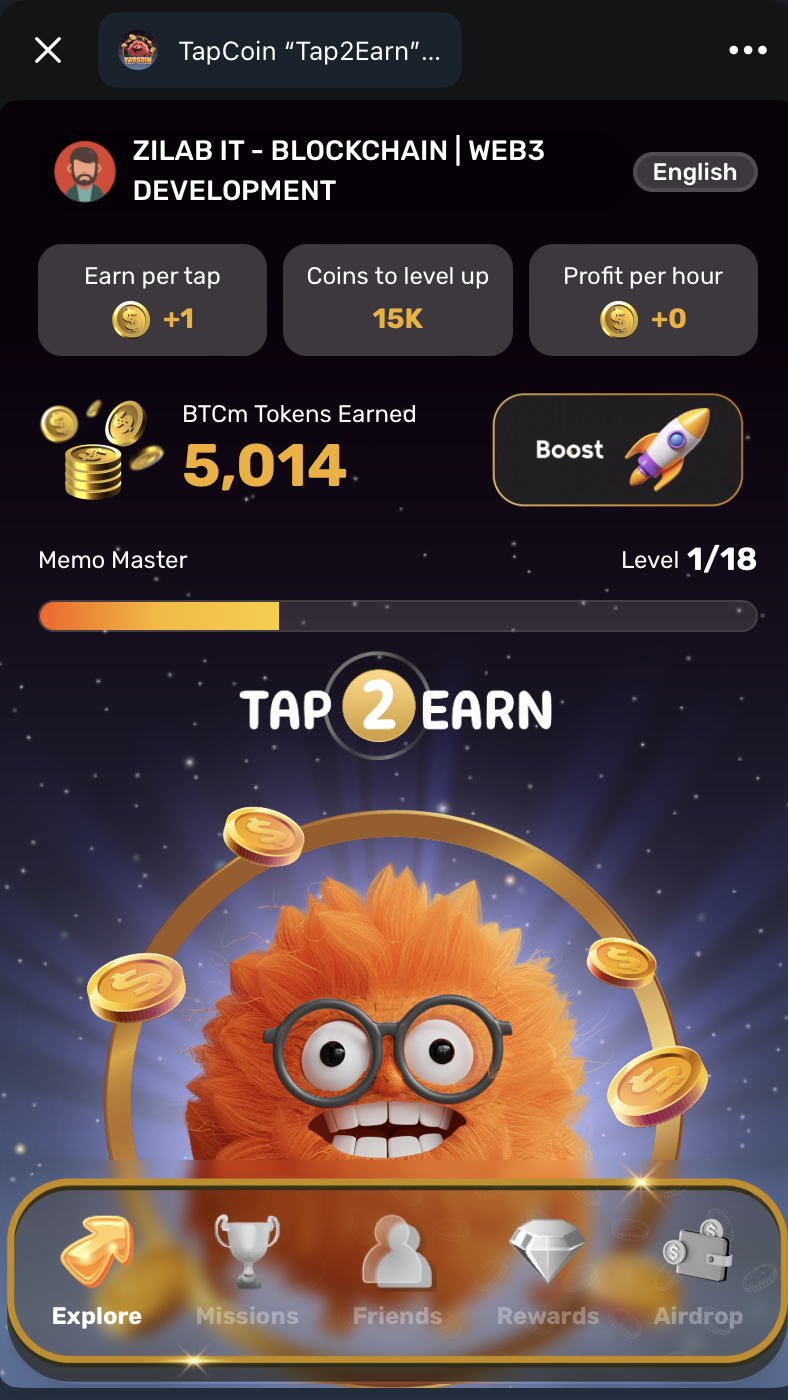 TapCoin “Tap2Earn”...
ZILAB IT - BLOCKCHAIN | WEB3
DEVELOPMENT
English
Earn per tap
+1
Coins to level up
15K
Profit per hour
+0
BTCm Tokens Earned
5,014
Boost
Memo Master
Level 1/18
TAP 2 EARN
Explore
Missions
Friends
Rewards
Airdrop